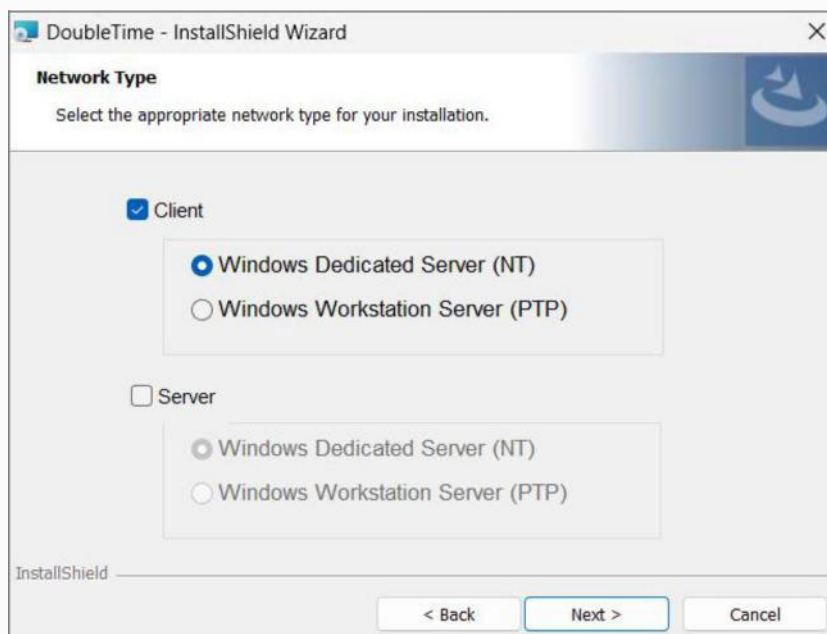 DoubleTime - InstallShield Wizard
Network Type
Select the appropriate network type for your installation.
Client
Windows Dedicated Server (NT)
Windows Workstation Server (PTP)
Server
Windows Dedicated Server (NT)
Windows Workstation Server (PTP)
InstallShield
< Back Next > Cancel